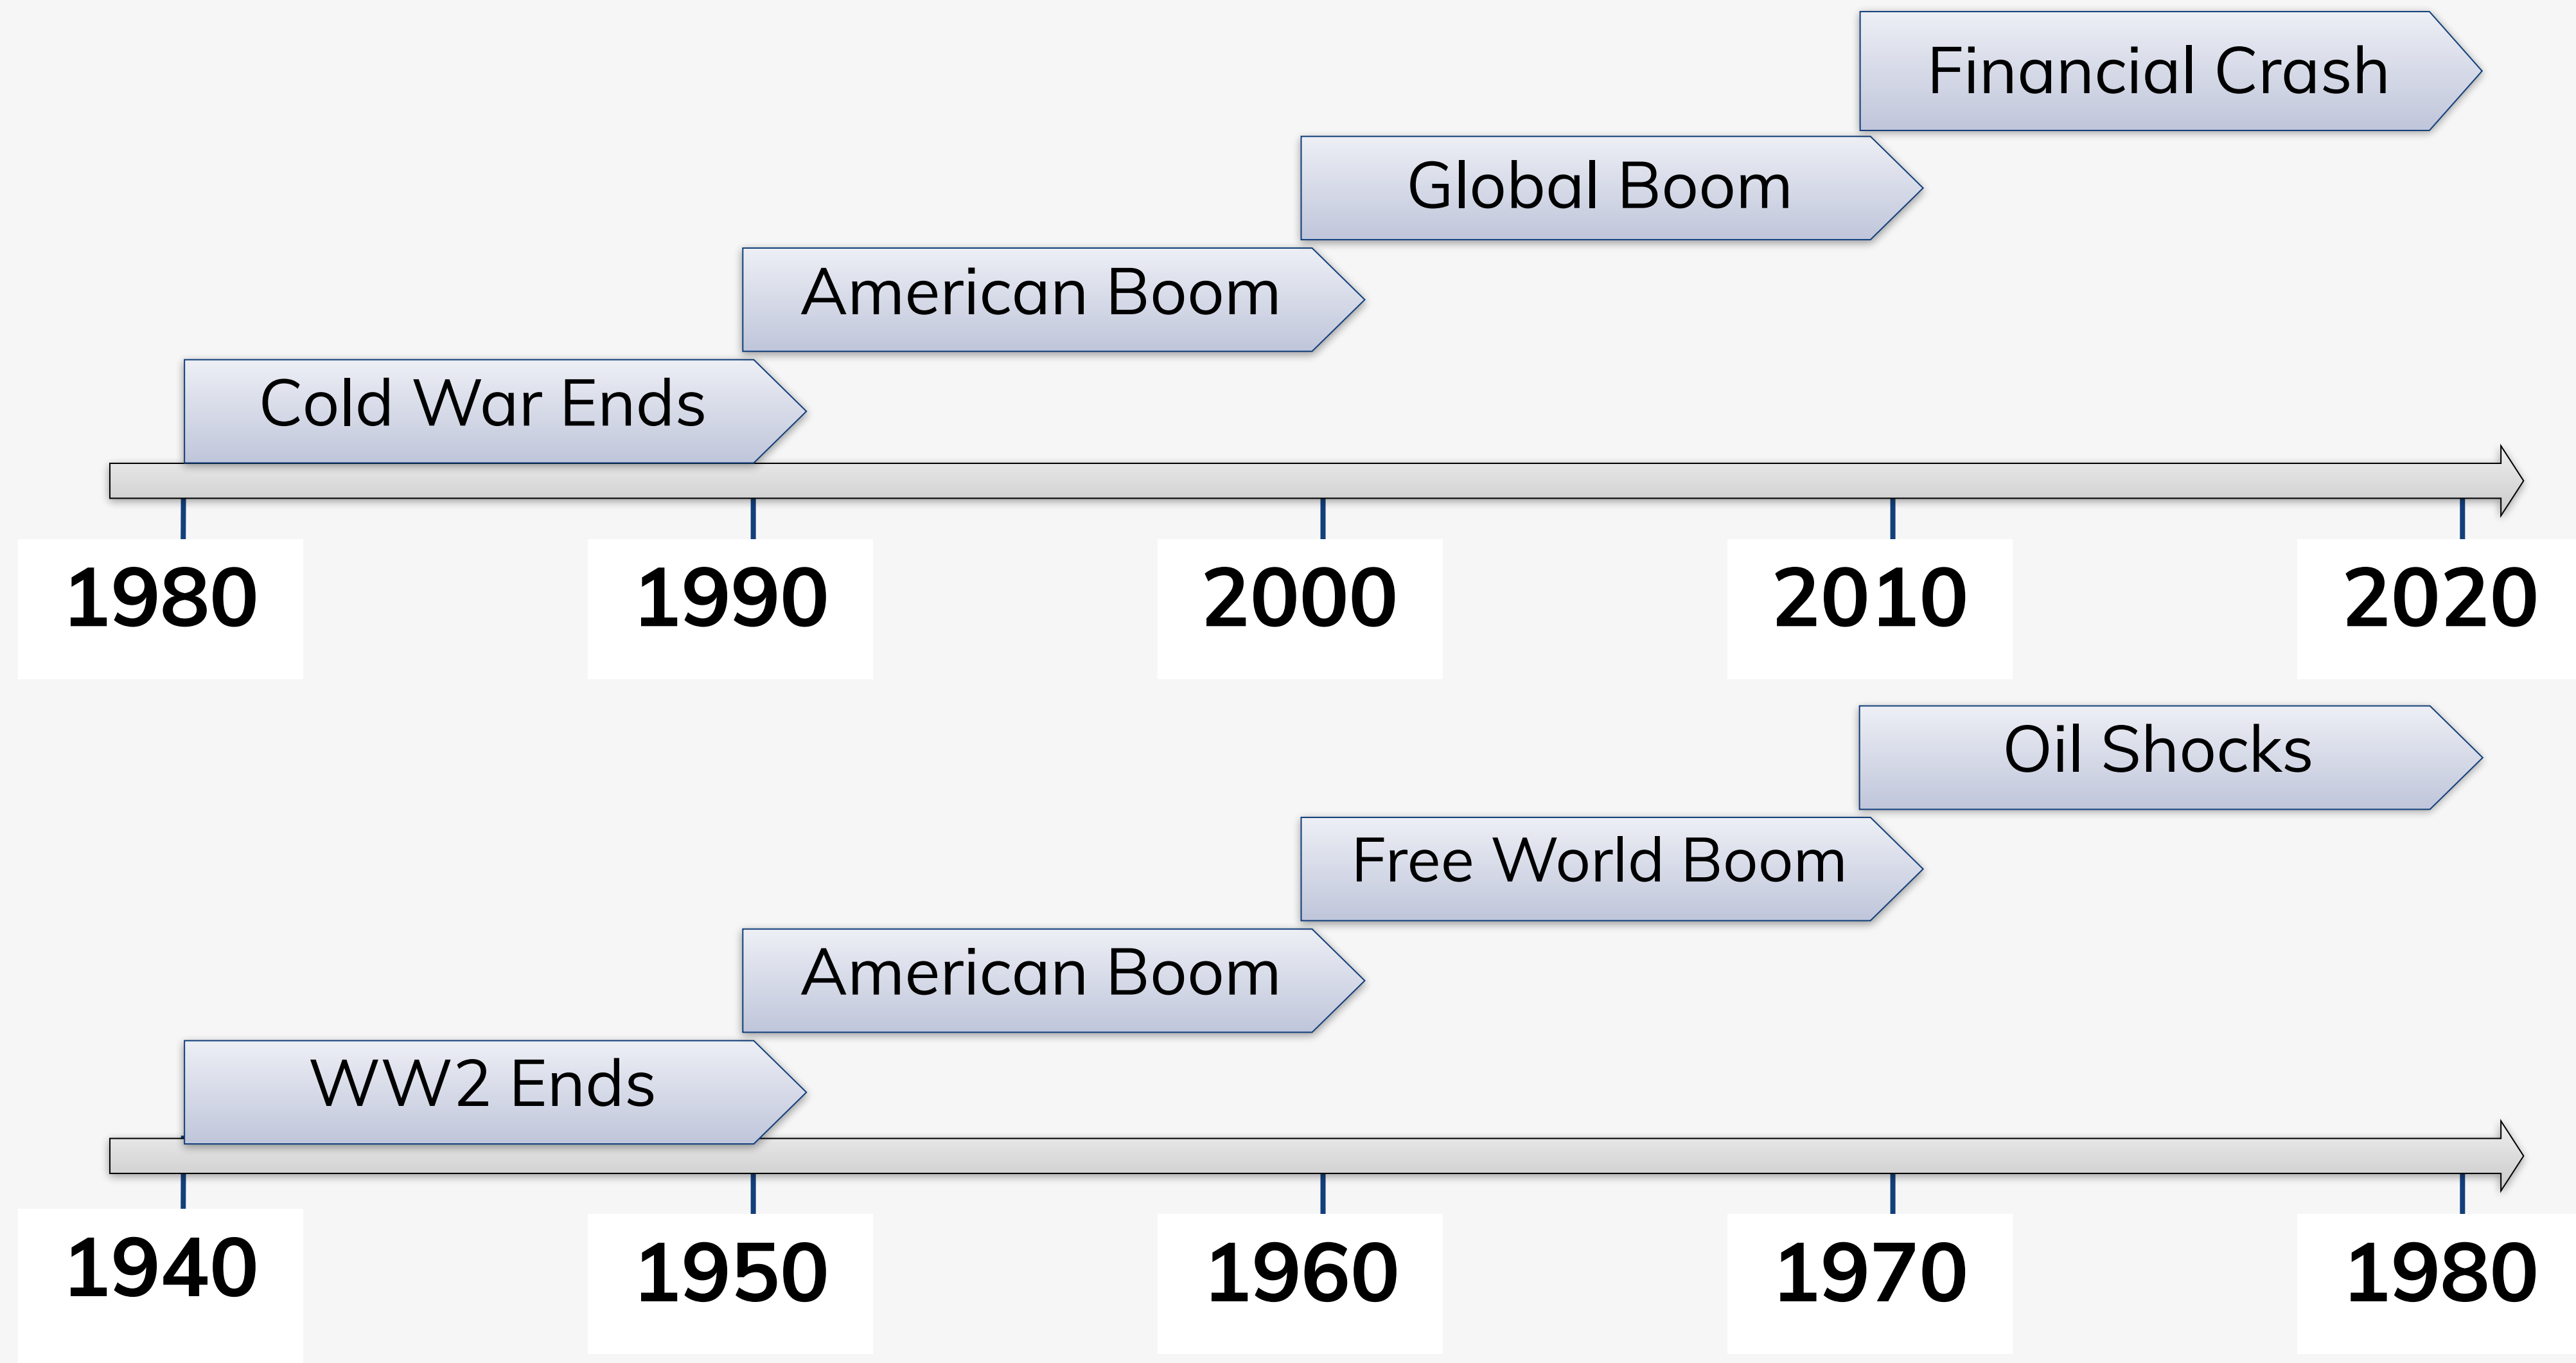 Financial Crash
Global Boom
American Boom
Cold War Ends
1980 1990 2000 2010 2020
Oil Shocks
Free World Boom
American Boom
WW2 Ends
1940 1950 1960 1970 1980